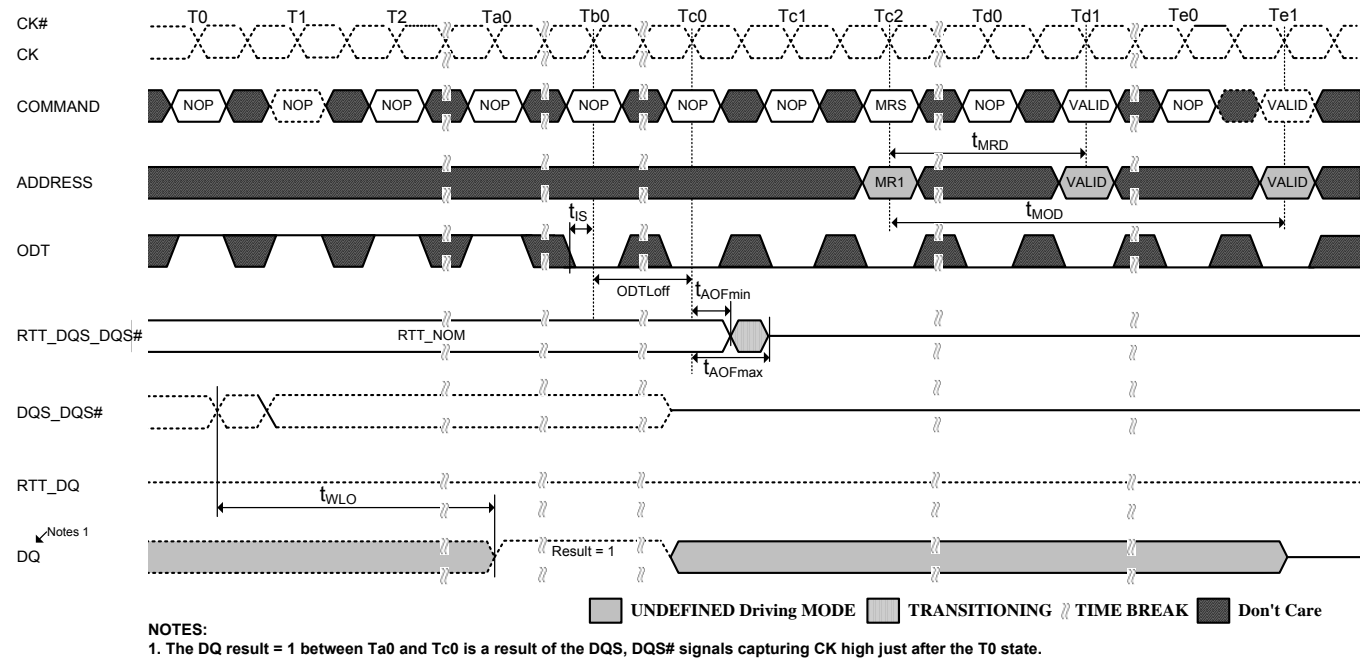 CK#
CK
T0 T1 T2 Ta0 Tb0 Tc0 Tc1 Tc2 Td0 Td1 Te0 Te1
COMMAND NOP NOP NOP NOP NOP NOP NOP MRS NOP VALID NOP VALID
tMRD
ADDRESS MR1 VALID VALID
tIS tMOD
ODT
ODTLoff tAOFmin
RTT_DQS_DQS# RTT_NOM
tAOFmax
DQS_DQS#
RTT_DQ
tWLO
Notes 1
DQ Result = 1
UNDEFINED Driving MODE TRANSITIONING TIME BREAK Don't Care
NOTES:
1. The DQ result = 1 between Ta0 and Tc0 is a result of the DQS, DQS# signals capturing CK high just after the T0 state.